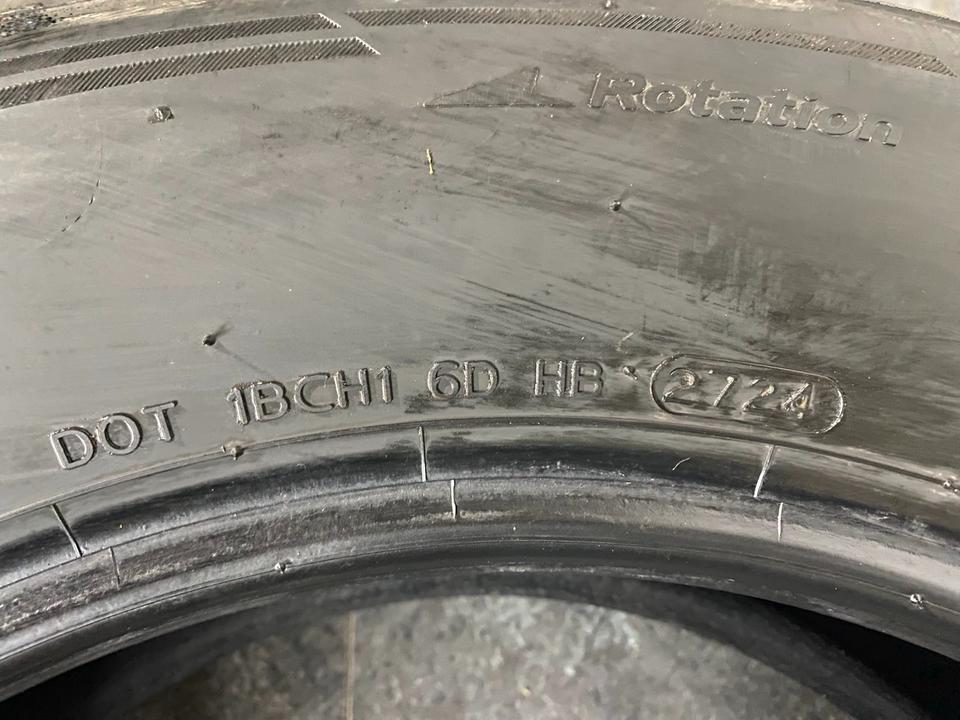 Rotation
DOT 1BCH1 6D HB 2724